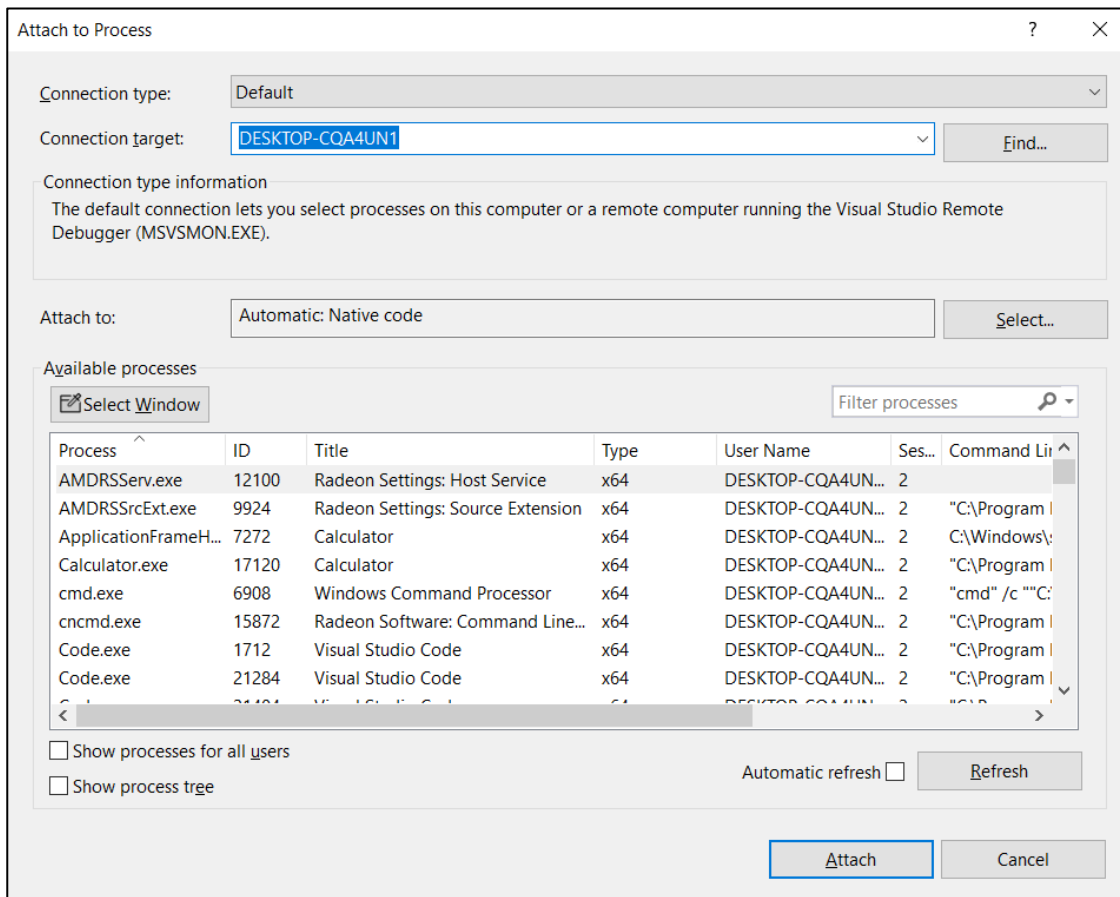 Attach to Process
?
Connection type:
Default
Connection target:
DESKTOP-CQA4UN1
Find...
Connection type information
The default connection lets you select processes on this computer or a remote computer running the Visual Studio Remote
Debugger (MSVSMON.EXE).
Attach to:
Automatic: Native code
Select...
Available processes
Select Window
Filter processes
Process ID Title Type User Name Ses... Command Lin
AMDRSServ.exe 12100 Radeon Settings: Host Service x64 DESKTOP-CQA4UN... 2
AMDRSSrcExt.exe 9924 Radeon Settings: Source Extension x64 DESKTOP-CQA4UN... 2 "C:\Program
ApplicationFrameH... 7272 Calculator x64 DESKTOP-CQA4UN... 2 C:\Windows\s
Calculator.exe 17120 Calculator x64 DESKTOP-CQA4UN... 2 "C:\Program
cmd.exe 6908 Windows Command Processor x64 DESKTOP-CQA4UN... 2 "cmd" /c ""C:\
cncmd.exe 15872 Radeon Software: Command Line... x64 DESKTOP-CQA4UN... 2 "C:\Program
Code.exe 1712 Visual Studio Code x64 DESKTOP-CQA4UN... 2 "C:\Program
Code.exe 21284 Visual Studio Code x64 DESKTOP-CQA4UN... 2 "C:\Program
Show processes for all users
Show process tree
Automatic refresh
Refresh
Attach
Cancel